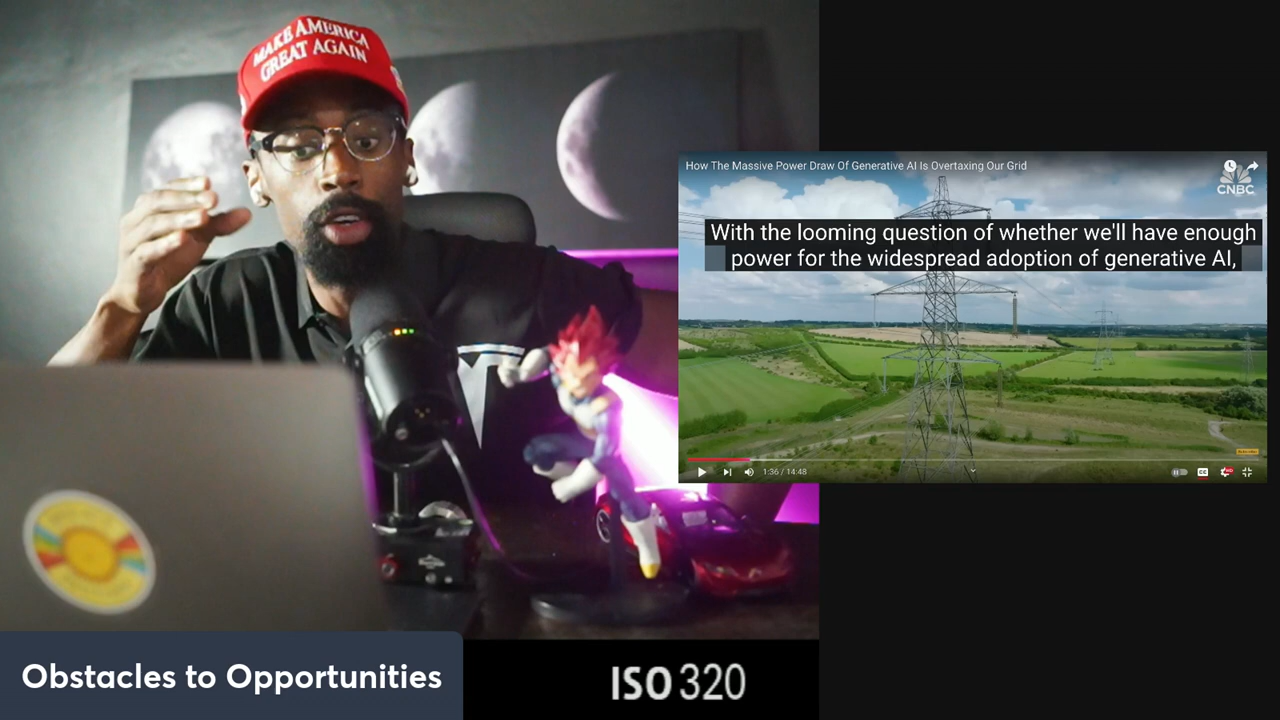 MAKE AMERICA
GREAT AGAIN
How The Massive Power Draw Of Generative AI Is Overtaxing Our Grid
CNBC
With the looming question of whether we'll have enough
power for the widespread adoption of generative AI,
1:36 / 14:48
Obstacles to Opportunities
ISO 320